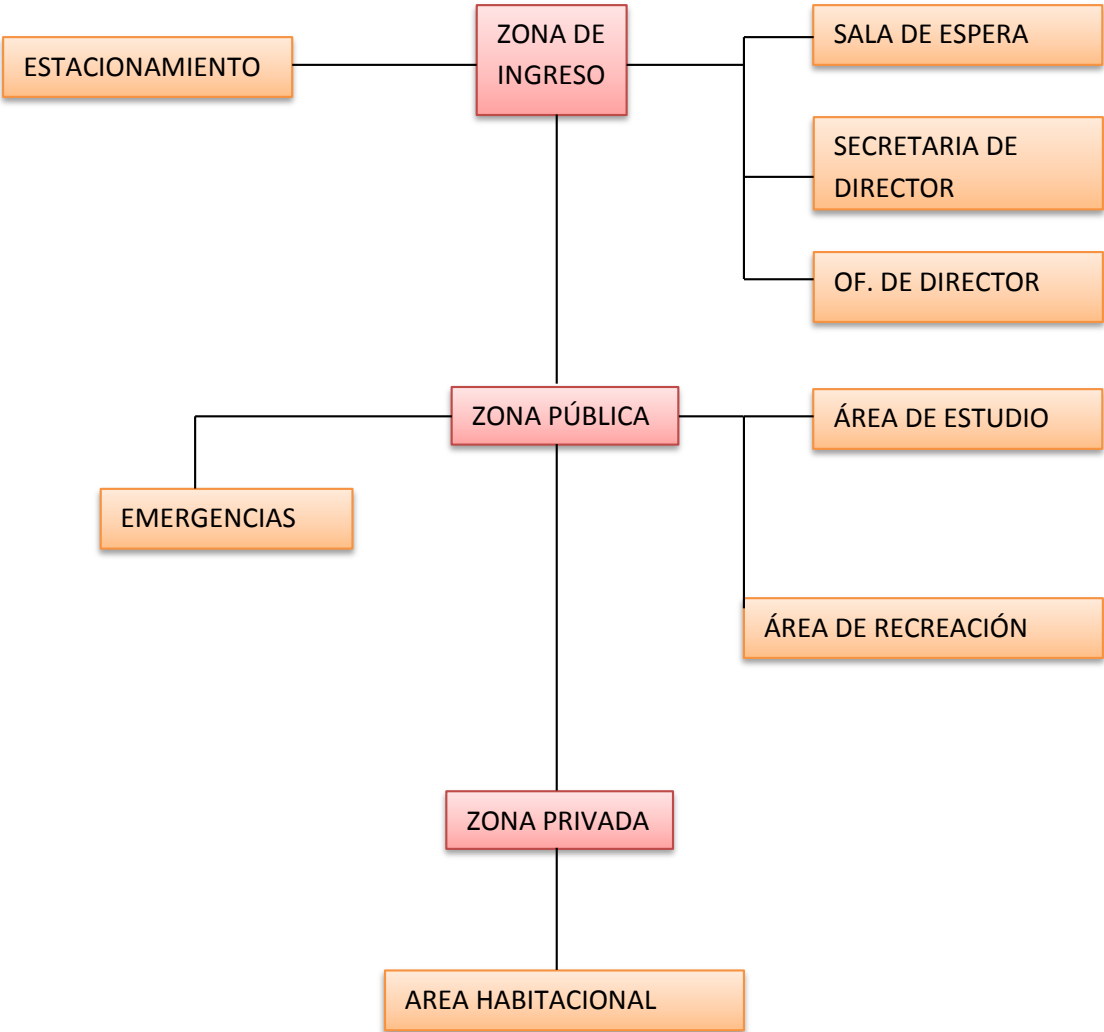 ESTACIONAMIENTO
ZONA DE
INGRESO
SALA DE ESPERA
SECRETARIA DE
DIRECTOR
OF. DE DIRECTOR
ZONA PÚBLICA
ÁREA DE ESTUDIO
EMERGENCIAS
ÁREA DE RECREACIÓN
ZONA PRIVADA
AREA HABITACIONAL